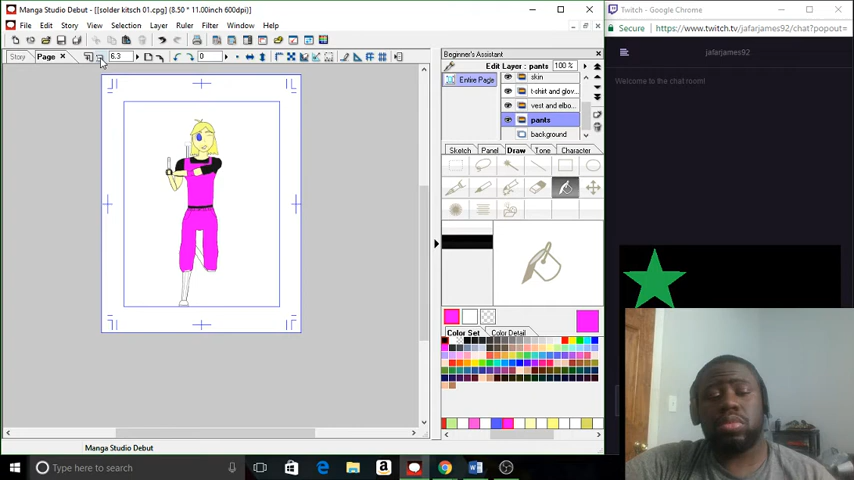 Manga Studio Debut - [[solder kitsch 01.cpg] (8.50 * 11.00inch 600dpi)]
Twitch - Google Chrome
File Edit Story View Selection Layer Ruler Filter Window Help
Secure https://www.twitch.tv/jafarjames92/chat?popout=
Story Page
6.3
0
jafarjames92
Beginner's Assistant
Edit Layer: 100 %
Entire Page
skin
t-shirt and glov...
vest and elbo...
pants
background
Welcome to the chat room!
Sketch Panel Draw Tone Character
Color Set Color Detail
Manga Studio Debut
Type here to search